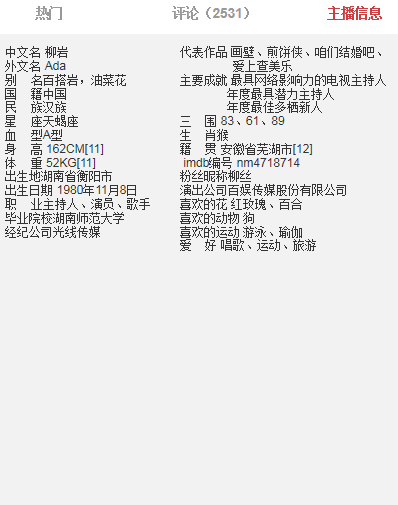 热门 评论（2531） 主播信息
中文名 柳岩
外文名 Ada
别 名百搭岩，油菜花
国 籍中国
民 族汉族
星 座天蝎座
血 型A型
身 高 162CM[11]
体 重 52KG[11]
出生地湖南省衡阳市
出生日期 1980年11月8日
职 业主持人、演员、歌手
毕业院校湖南师范大学
经纪公司光线传媒
代表作品 画壁、煎饼侠、咱们结婚吧、
爱上查美乐
主要成就 最具网络影响力的电视主持人
年度最具潜力主持人
年度最佳多栖新人
三 围 83、61、89
生 肖猴
籍 贯 安徽省芜湖市[12]
imdb编号 nm4718714
粉丝昵称柳丝
演出公司百娱传媒股份有限公司
喜欢的花 红玫瑰、百合
喜欢的动物 狗
喜欢的运动 游泳、瑜伽
爱 好 唱歌、运动、旅游